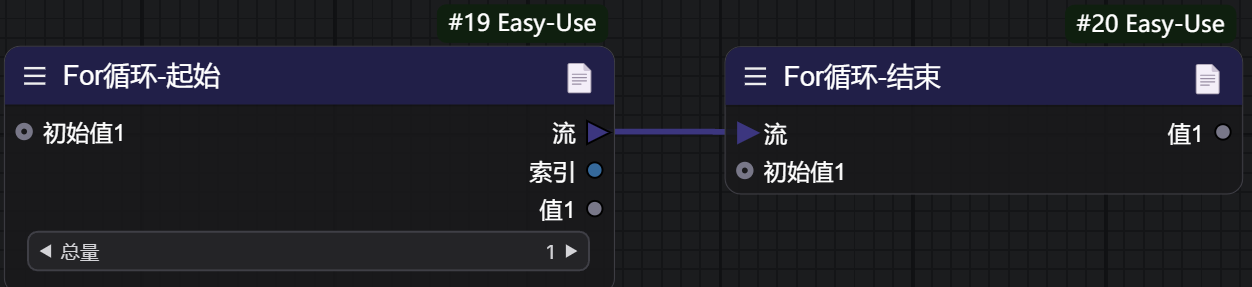 #19 Easy-Use
For循环-起始
初始值1
流
索引
值1
总量
1
#20 Easy-Use
For循环-结束
流
值1
初始值1